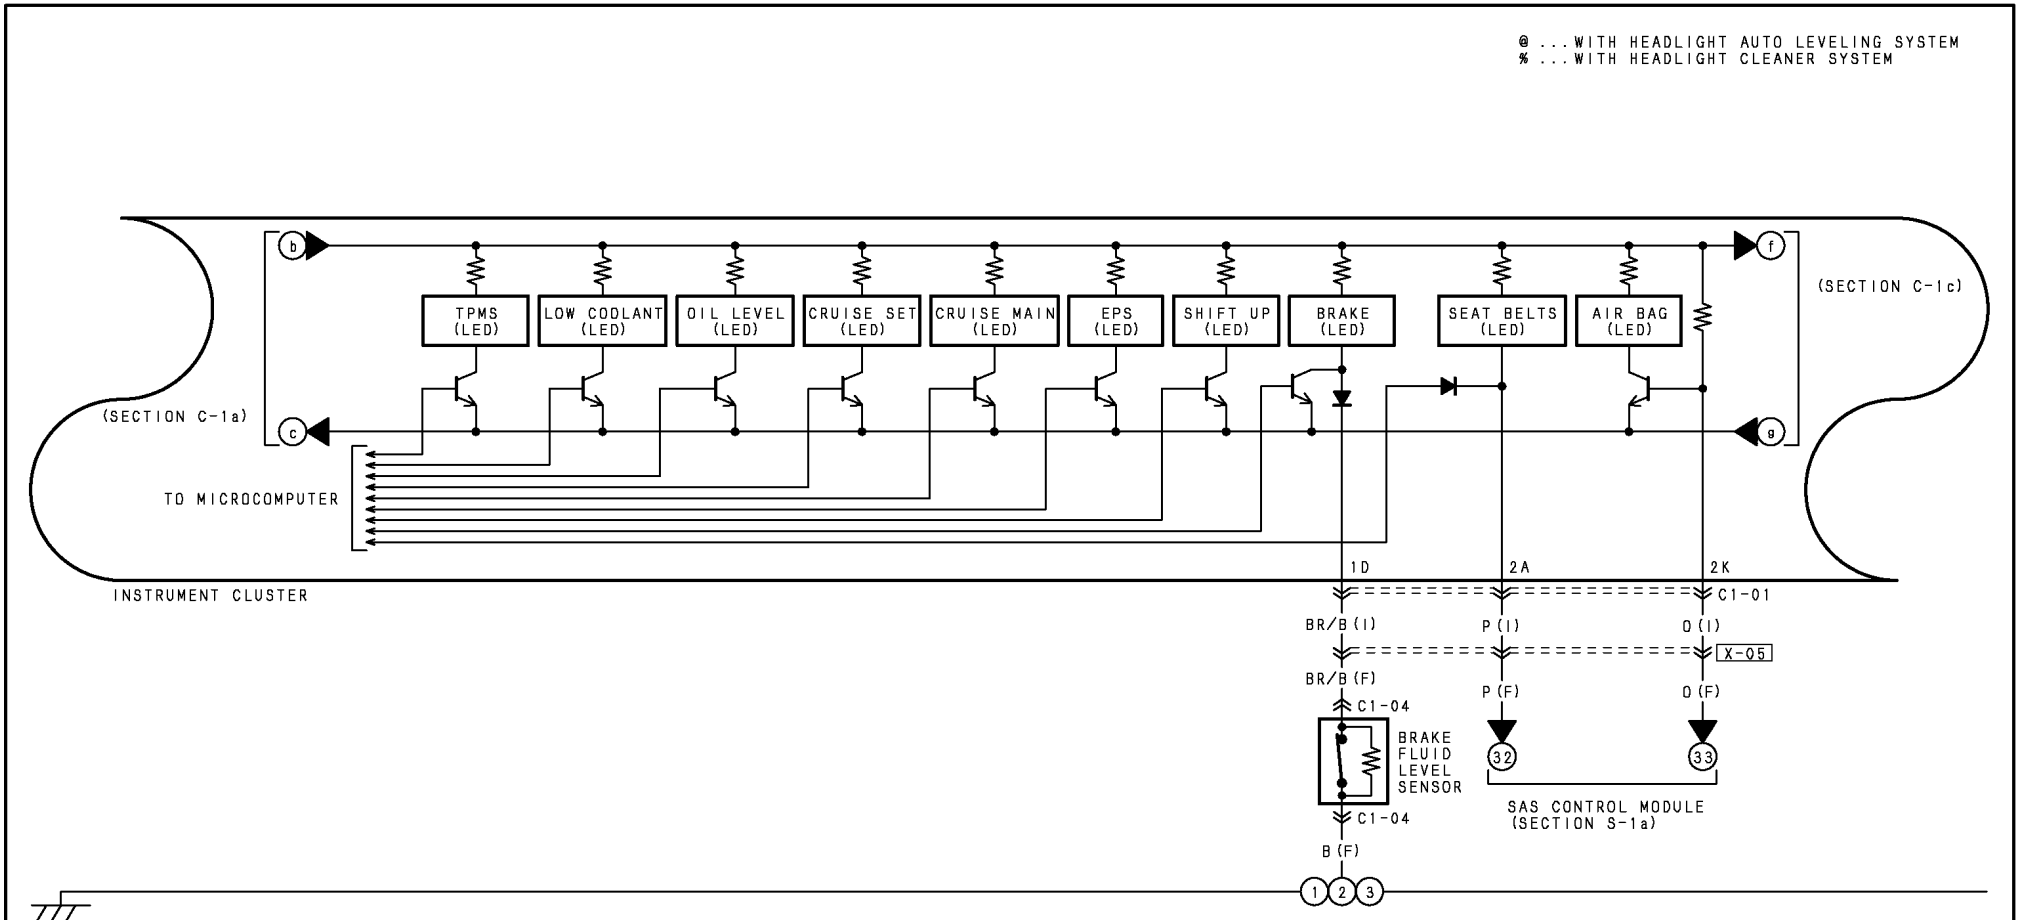 @ ...WITH HEADLIGHT AUTO LEVELING SYSTEM
% ...WITH HEADLIGHT CLEANER SYSTEM
b
f
(SECTION C-1c)
TPMS
(LED)
LOW COOLANT
(LED)
OIL LEVEL
(LED)
CRUISE SET
(LED)
CRUISE MAIN
(LED)
EPS
(LED)
SHIFT UP
(LED)
BRAKE
(LED)
SEAT BELTS
(LED)
AIR BAG
(LED)
(SECTION C-1a)
c
g
TO MICROCOMPUTER
1D
2A
2K
INSTRUMENT CLUSTER
C1-01
BR/B(I)
P(I)
O(I)
X-05
BR/B(F)
P(F)
O(F)
C1-04
BRAKE
FLUID
LEVEL
SENSOR
32
33
SAS CONTROL MODULE
(SECTION S-1a)
C1-04
B(F)
1 2 3